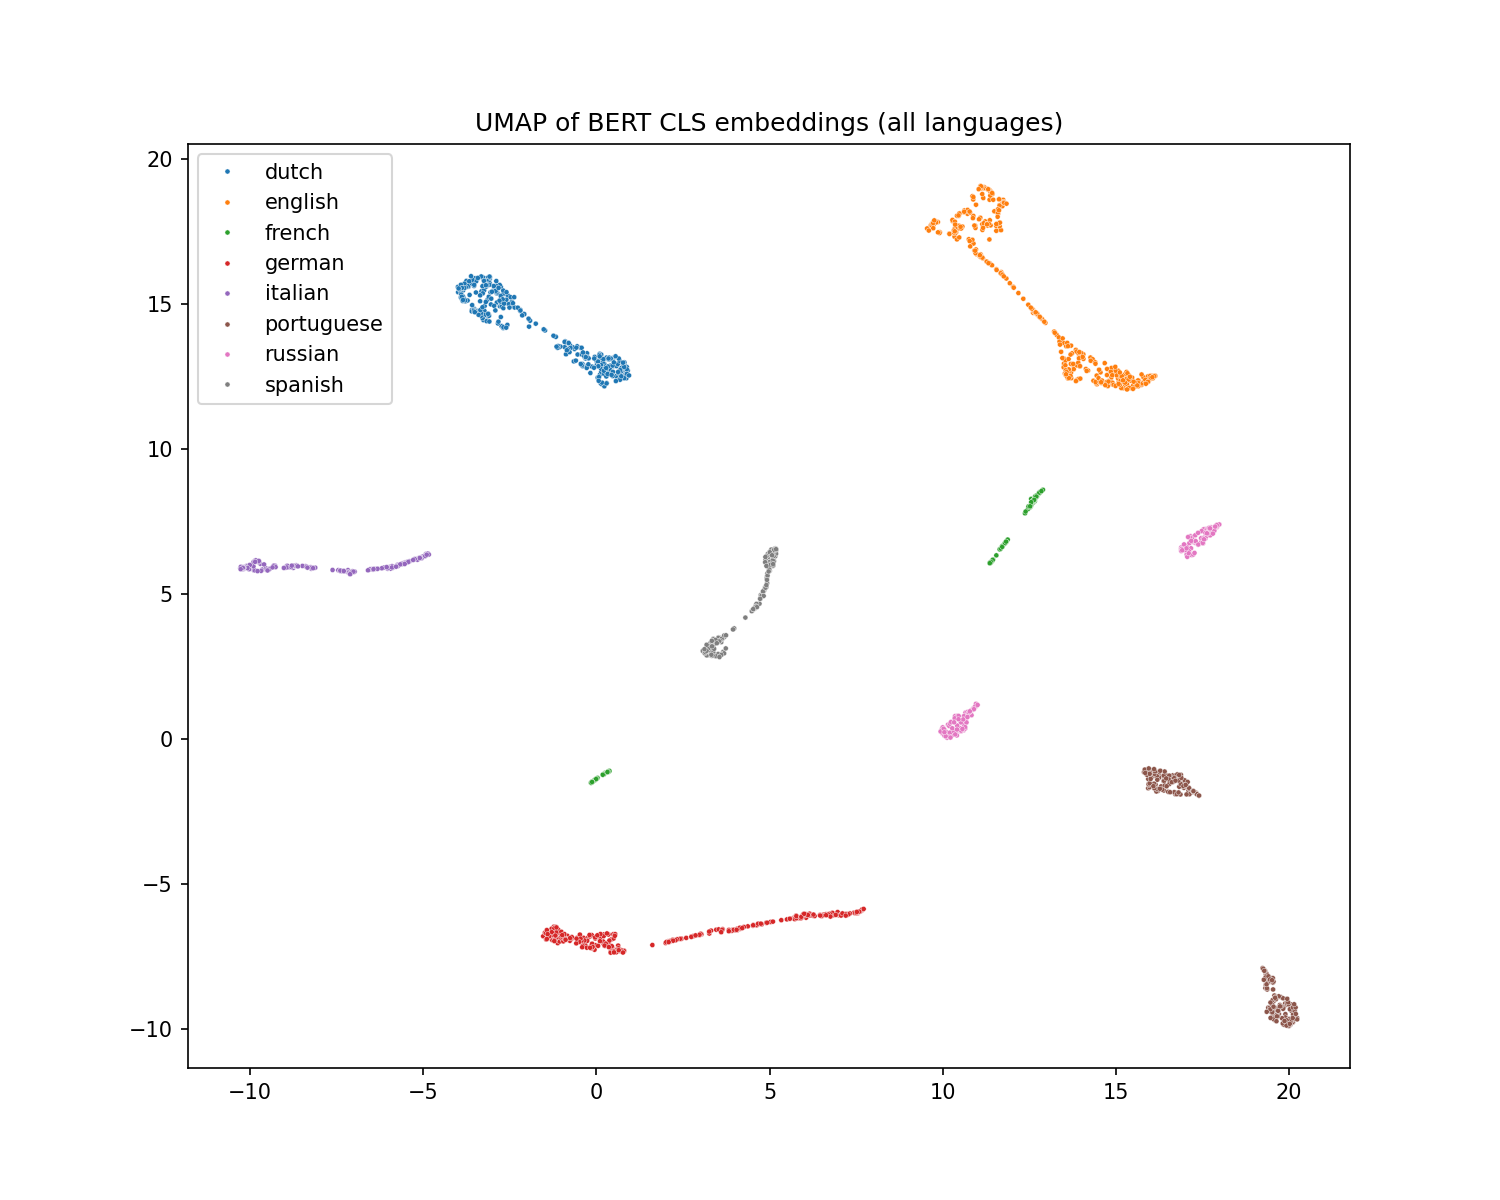 UMAP of BERT CLS embeddings (all languages)
20
15
10
5
0
−5
−10
dutch
english
french
german
italian
portuguese
russian
spanish
−10 −5 0 5 10 15 20